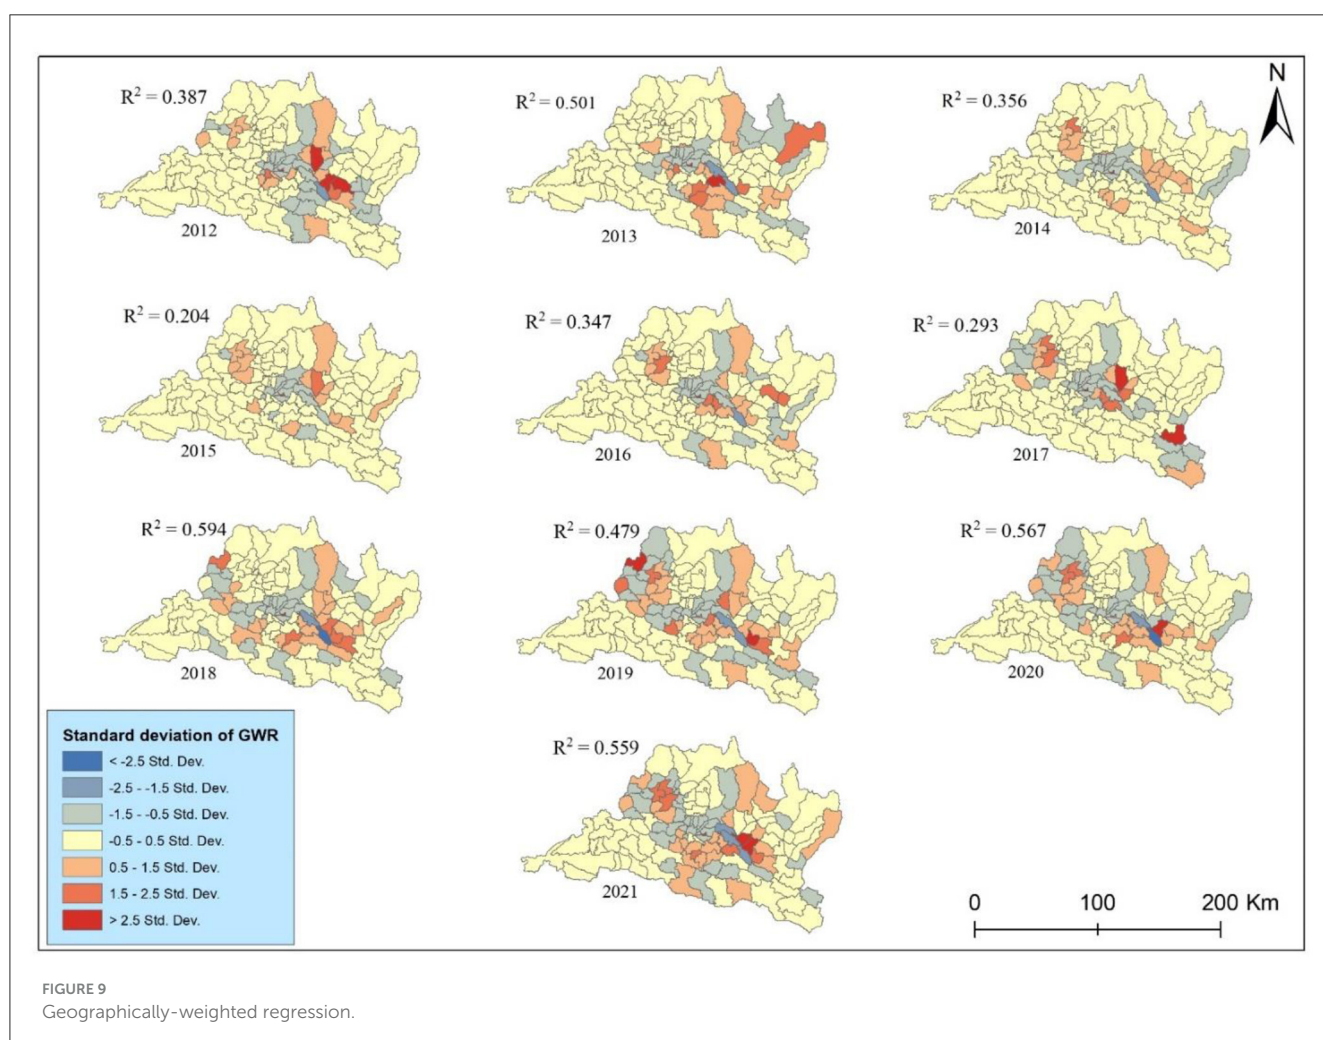 N
R² = 0.387
R² = 0.501
R² = 0.356
2012
2013
2014
R² = 0.204
R² = 0.347
R² = 0.293
2015
2016
2017
R² = 0.594
R² = 0.479
R² = 0.567
2018
2019
2020
Standard deviation of GWR
< -2.5 Std. Dev.
-2.5 - -1.5 Std. Dev.
-1.5 - -0.5 Std. Dev.
-0.5 - 0.5 Std. Dev.
0.5 - 1.5 Std. Dev.
1.5 - 2.5 Std. Dev.
> 2.5 Std. Dev.
R² = 0.559
2021
0 100 200 Km
FIGURE 9
Geographically-weighted regression.